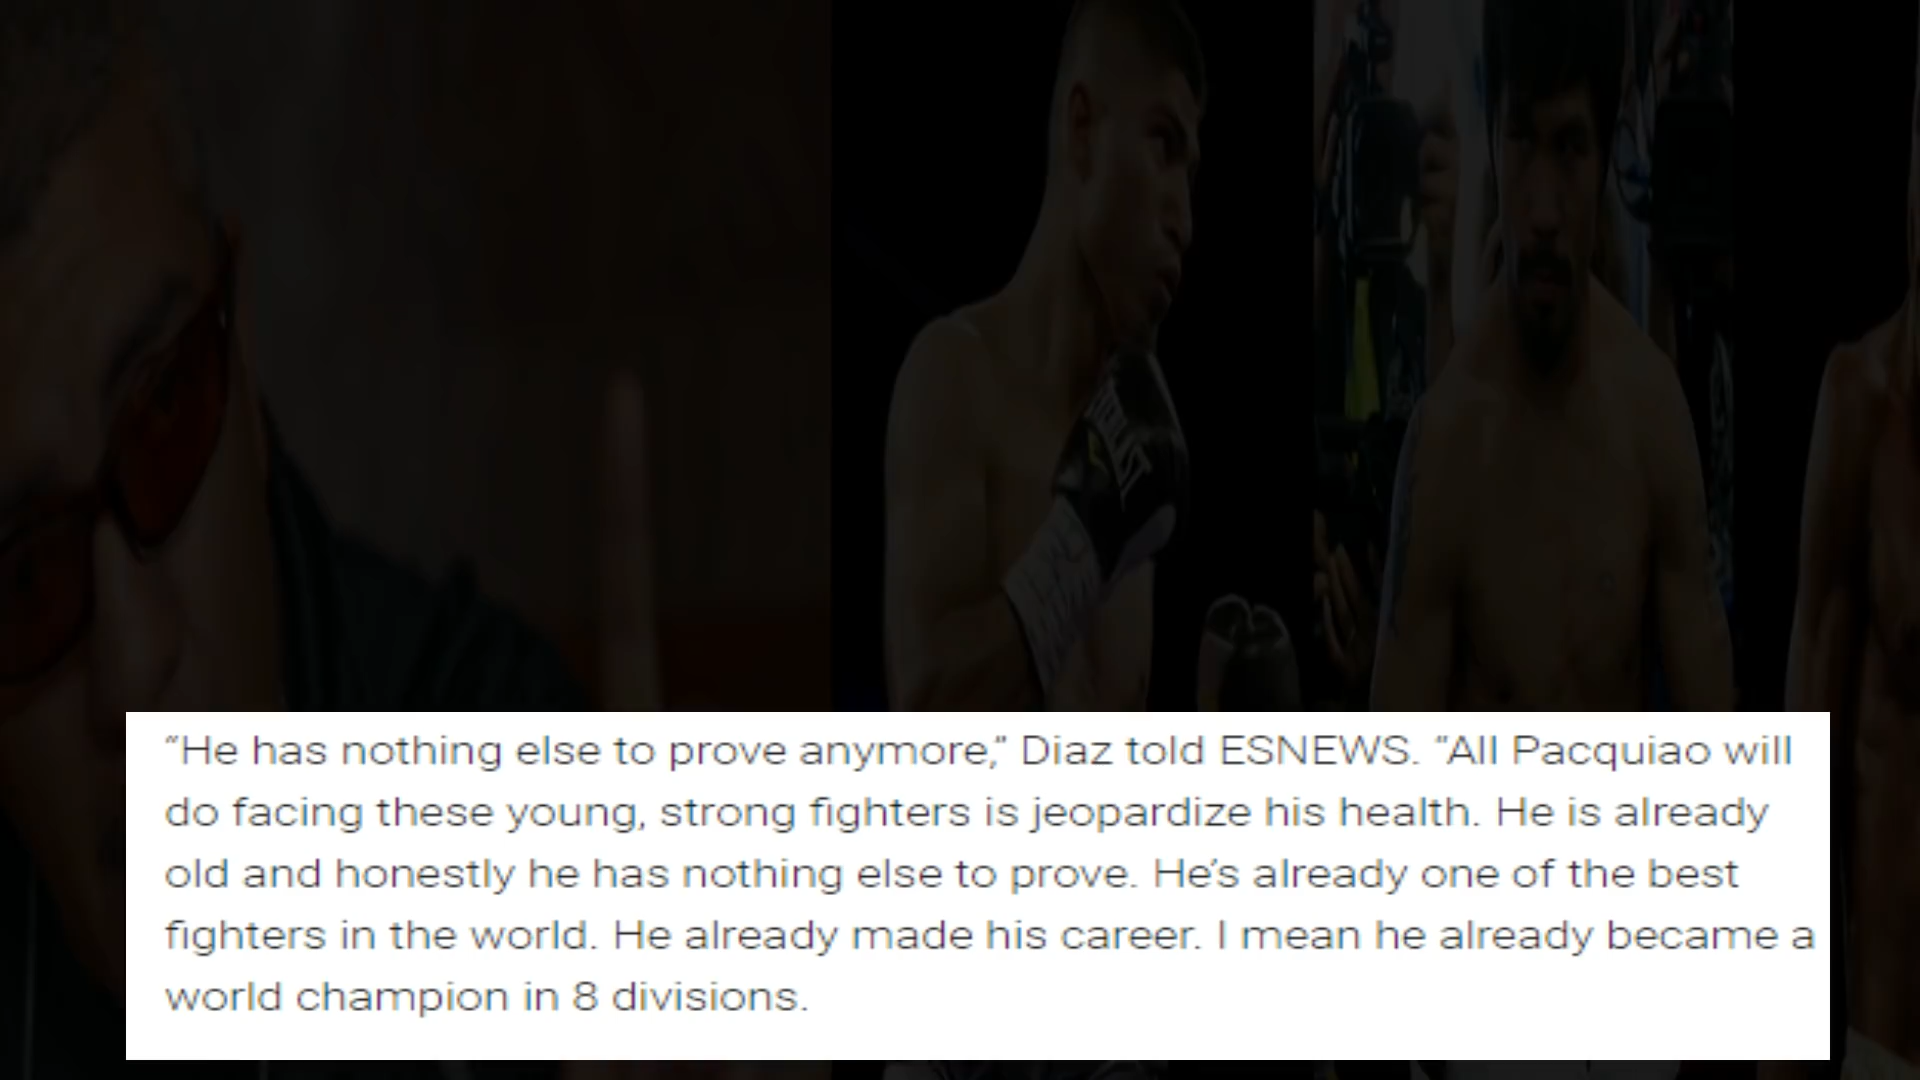 “He has nothing else to prove anymore,” Diaz told ESNEWS. “All Pacquiao will
do facing these young, strong fighters is jeopardize his health. He is already
old and honestly he has nothing else to prove. He’s already one of the best
fighters in the world. He already made his career. I mean he already became a
world champion in 8 divisions.
EVERLAST